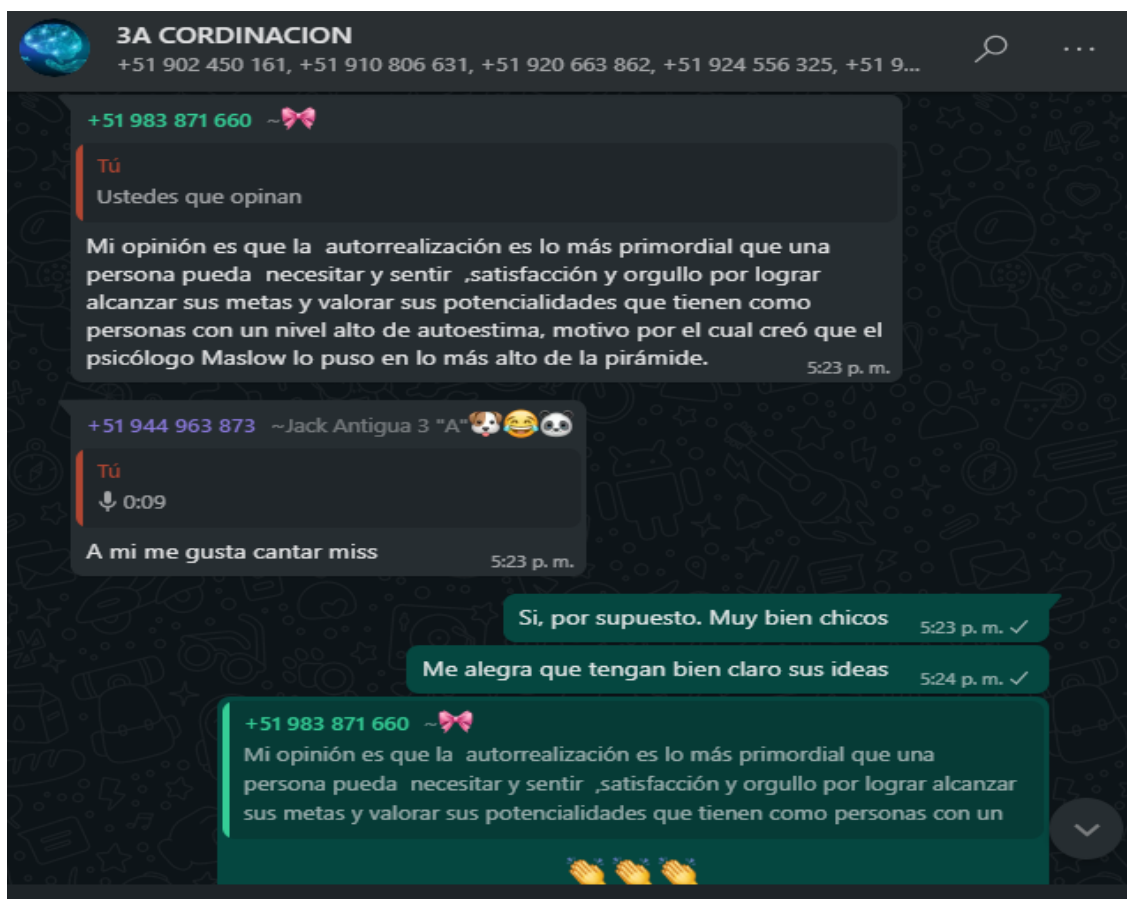 3A CORDINACION
+51 902 450 161, +51 910 806 631, +51 920 663 862, +51 924 556 325, +51 9...
+51 983 871 660 ~🎀
Tú
Ustedes que opinan
Mi opinión es que la  autorrealización es lo más primordial que una
persona pueda  necesitar y sentir  ,satisfacción y orgullo por lograr
alcanzar sus metas y valorar sus potencialidades que tienen como
personas con un nivel alto de autoestima, motivo por el cual creó que el
psicólogo Maslow lo puso en lo más alto de la pirámide.
5:23 p. m.
+51 944 963 873 ~Jack Antigua 3 "A"🐶😂🐼
Tú
0:09
A mi me gusta cantar miss
5:23 p. m.
Si, por supuesto. Muy bien chicos
5:23 p. m. ✓
Me alegra que tengan bien claro sus ideas
5:24 p. m. ✓
+51 983 871 660 ~🎀
Mi opinión es que la  autorrealización es lo más primordial que una
persona pueda  necesitar y sentir  ,satisfacción y orgullo por lograr alcanzar
sus metas y valorar sus potencialidades que tienen como personas con un
👏 👏 👏